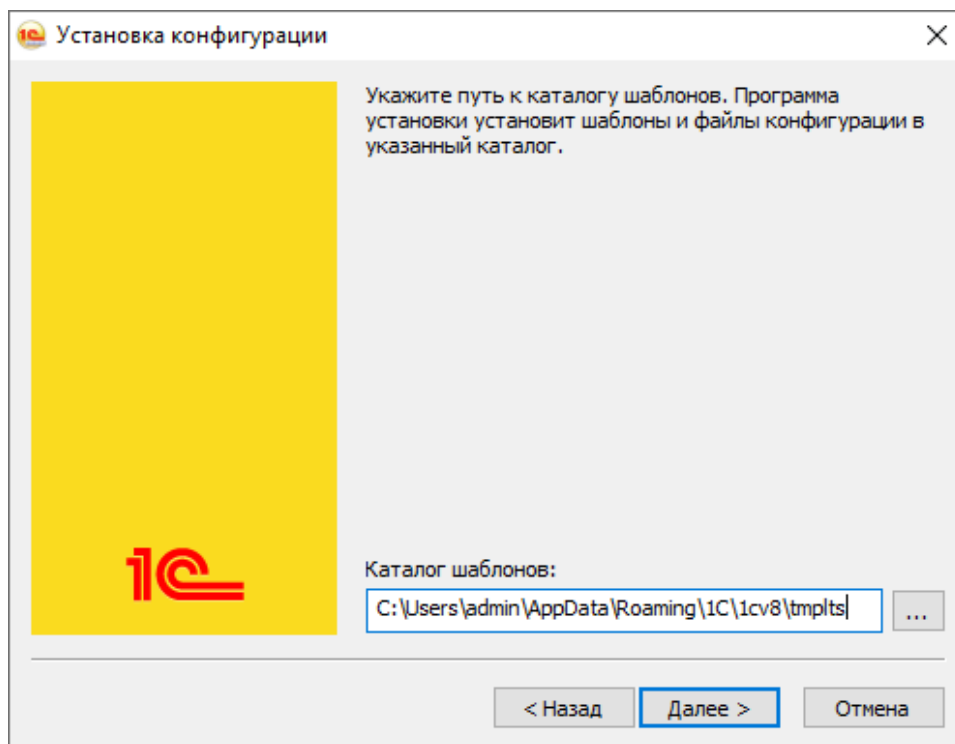 1С Установка конфигурации
Укажите путь к каталогу шаблонов. Программа
установки установит шаблоны и файлы конфигурации в
указанный каталог.
1С
Каталог шаблонов:
C:\Users\admin\AppData\Roaming\1C\1cv8\tmplts
...
< Назад
Далее >
Отмена